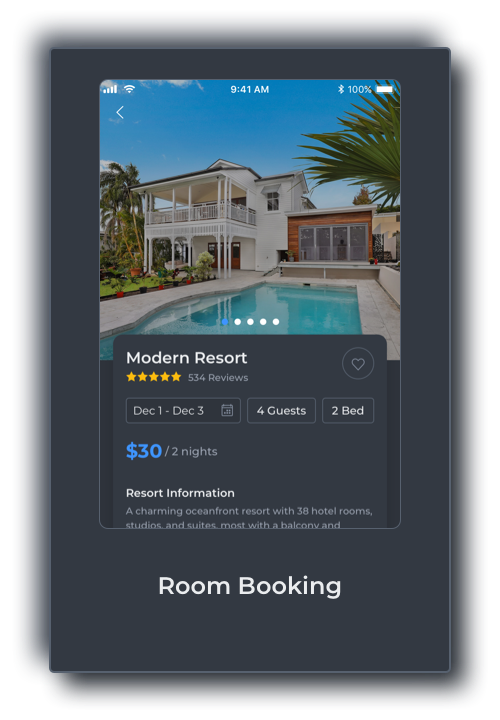 9:41 AM
100%
Modern Resort
534 Reviews
Dec 1 - Dec 3
4 Guests
2 Bed
$30 / 2 nights
Resort Information
A charming oceanfront resort with 38 hotel rooms,
studios, and suites, most with a balcony and
Room Booking